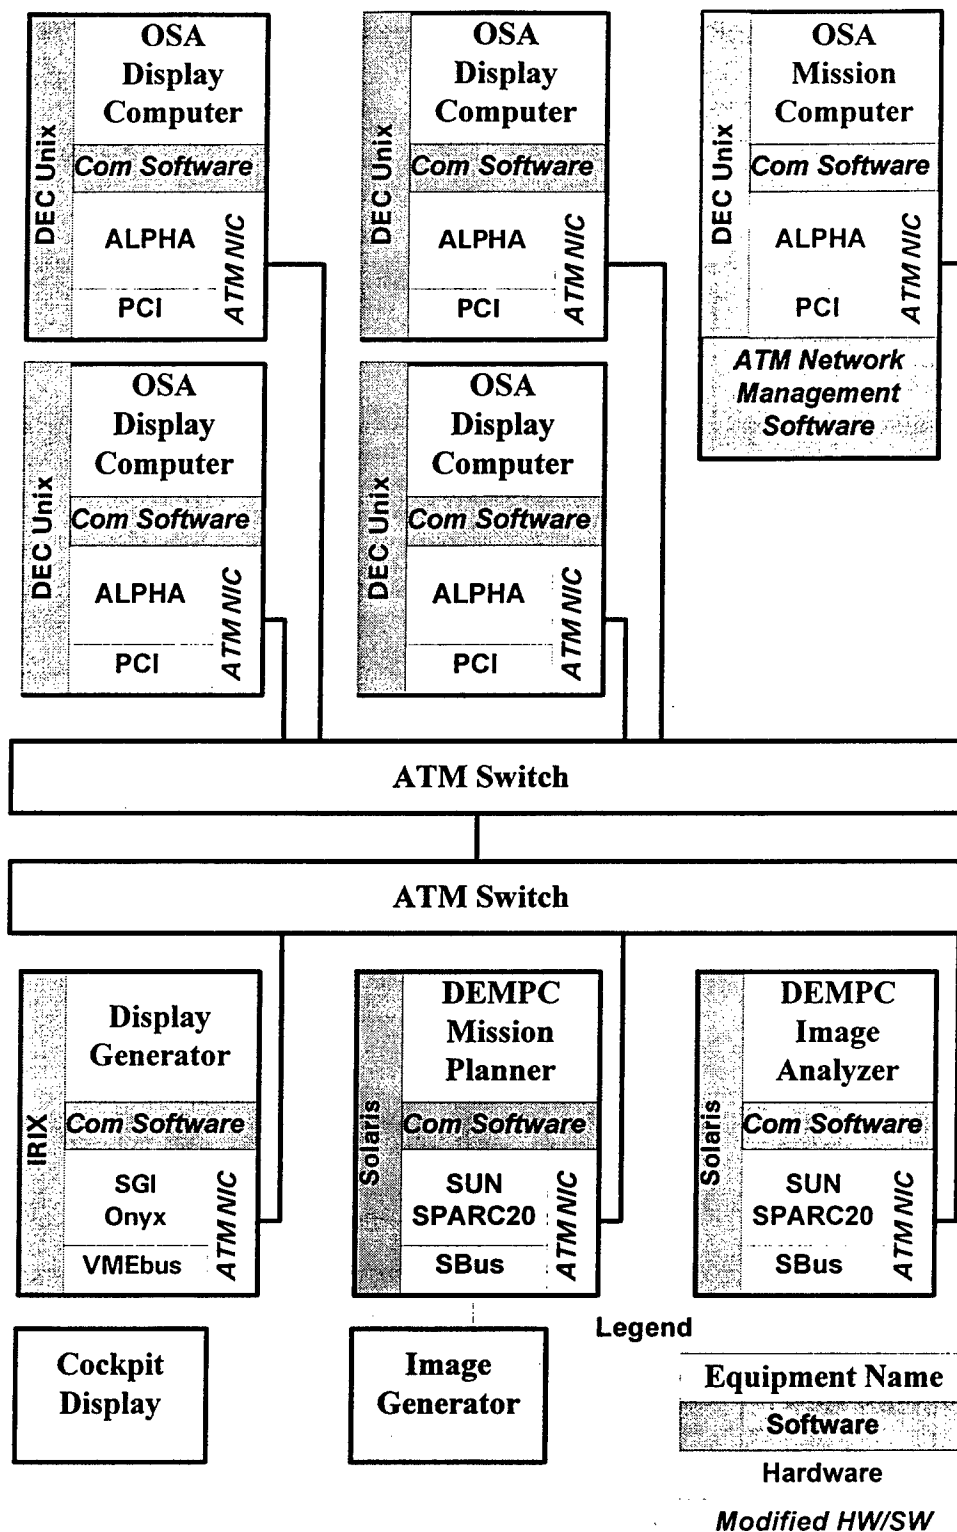 OSA
Display
Computer
DEC Unix
Com Software
ALPHA
PCI
ATM NIC
OSA
Display
Computer
DEC Unix
Com Software
ALPHA
PCI
ATM NIC
OSA
Mission
Computer
DEC Unix
Com Software
ALPHA
PCI
ATM NIC
ATM Network
Management
Software
OSA
Display
Computer
DEC Unix
Com Software
ALPHA
PCI
ATM NIC
OSA
Display
Computer
DEC Unix
Com Software
ALPHA
PCI
ATM NIC
ATM Switch
ATM Switch
Display
Generator
IRIX
Com Software
SGI
Onyx
VMEbus
ATM NIC
DEMPC
Mission
Planner
Solaris
Com Software
SUN
SPARC20
SBus
ATM NIC
DEMPC
Image
Analyzer
Solaris
Com Software
SUN
SPARC20
SBus
ATM NIC
Cockpit
Display
Image
Generator
Legend
Equipment Name
Software
Hardware
Modified HW/SW